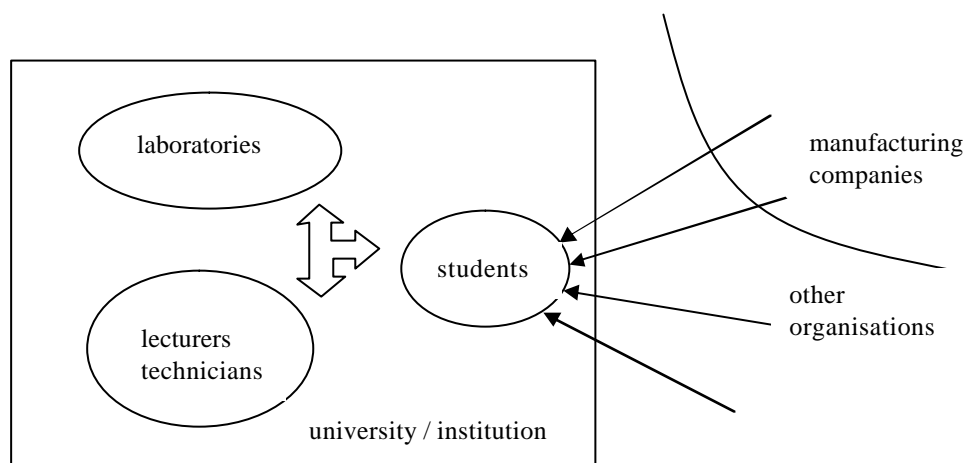 laboratories
lecturers
technicians
students
university / institution
manufacturing
companies
other
organisations